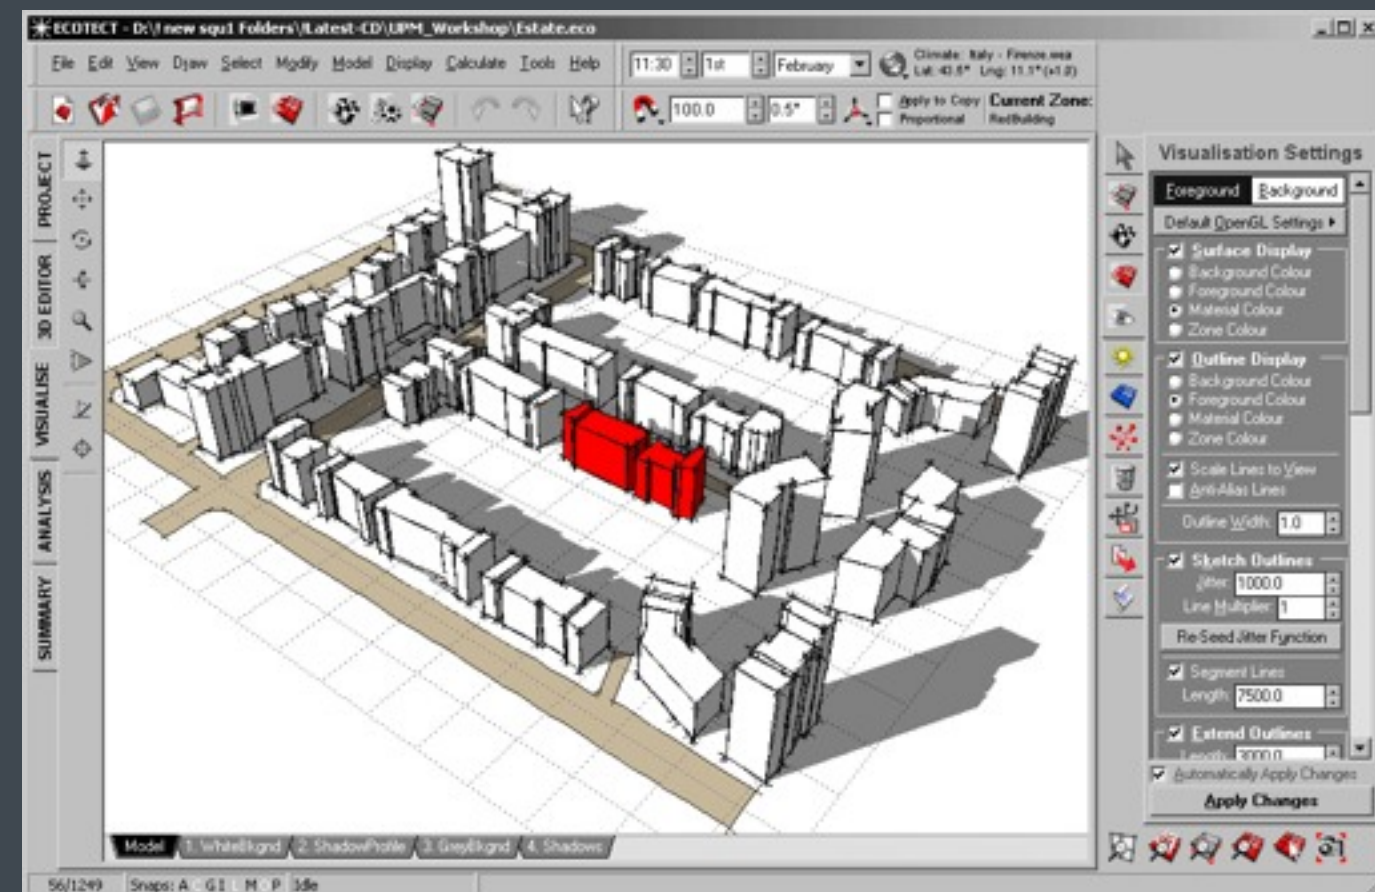 ECOTECT - D:\! new squ1 Folders\!Latest-CD\UPM_Workshop\Estate.eco
File Edit View Draw Select Modify Model Display Calculate Tools Help
11:30 1st February
Climate: Italy - Firenze.wea
Lat: 43.8° Lng: 11.1° (+1.0)
100.0 0.5°
Apply to Copy
Proportional
Current Zone:
RedBuilding
PROJECT
3D EDITOR
VISUALISE
ANALYSIS
SUMMARY
Visualisation Settings
Foreground Background
Default OpenGL Settings
Surface Display
Background Colour
Foreground Colour
Material Colour
Zone Colour
Outline Display
Background Colour
Foreground Colour
Material Colour
Zone Colour
Scale Lines to View
Anti-Alias Lines
Outline Width: 1.0
Sketch Outlines
Jitter: 1000.0
Line Multiplier: 1
Re-Seed Jitter Function
Segment Lines
Length: 7500.0
Extend Outlines
Length: 3000.0
Automatically Apply Changes
Apply Changes
Model 1. WhiteBkgnd 2. ShadowProfile 3. GreyBkgnd 4. Shadows
56/1249 Snaps: A GI M P Idle